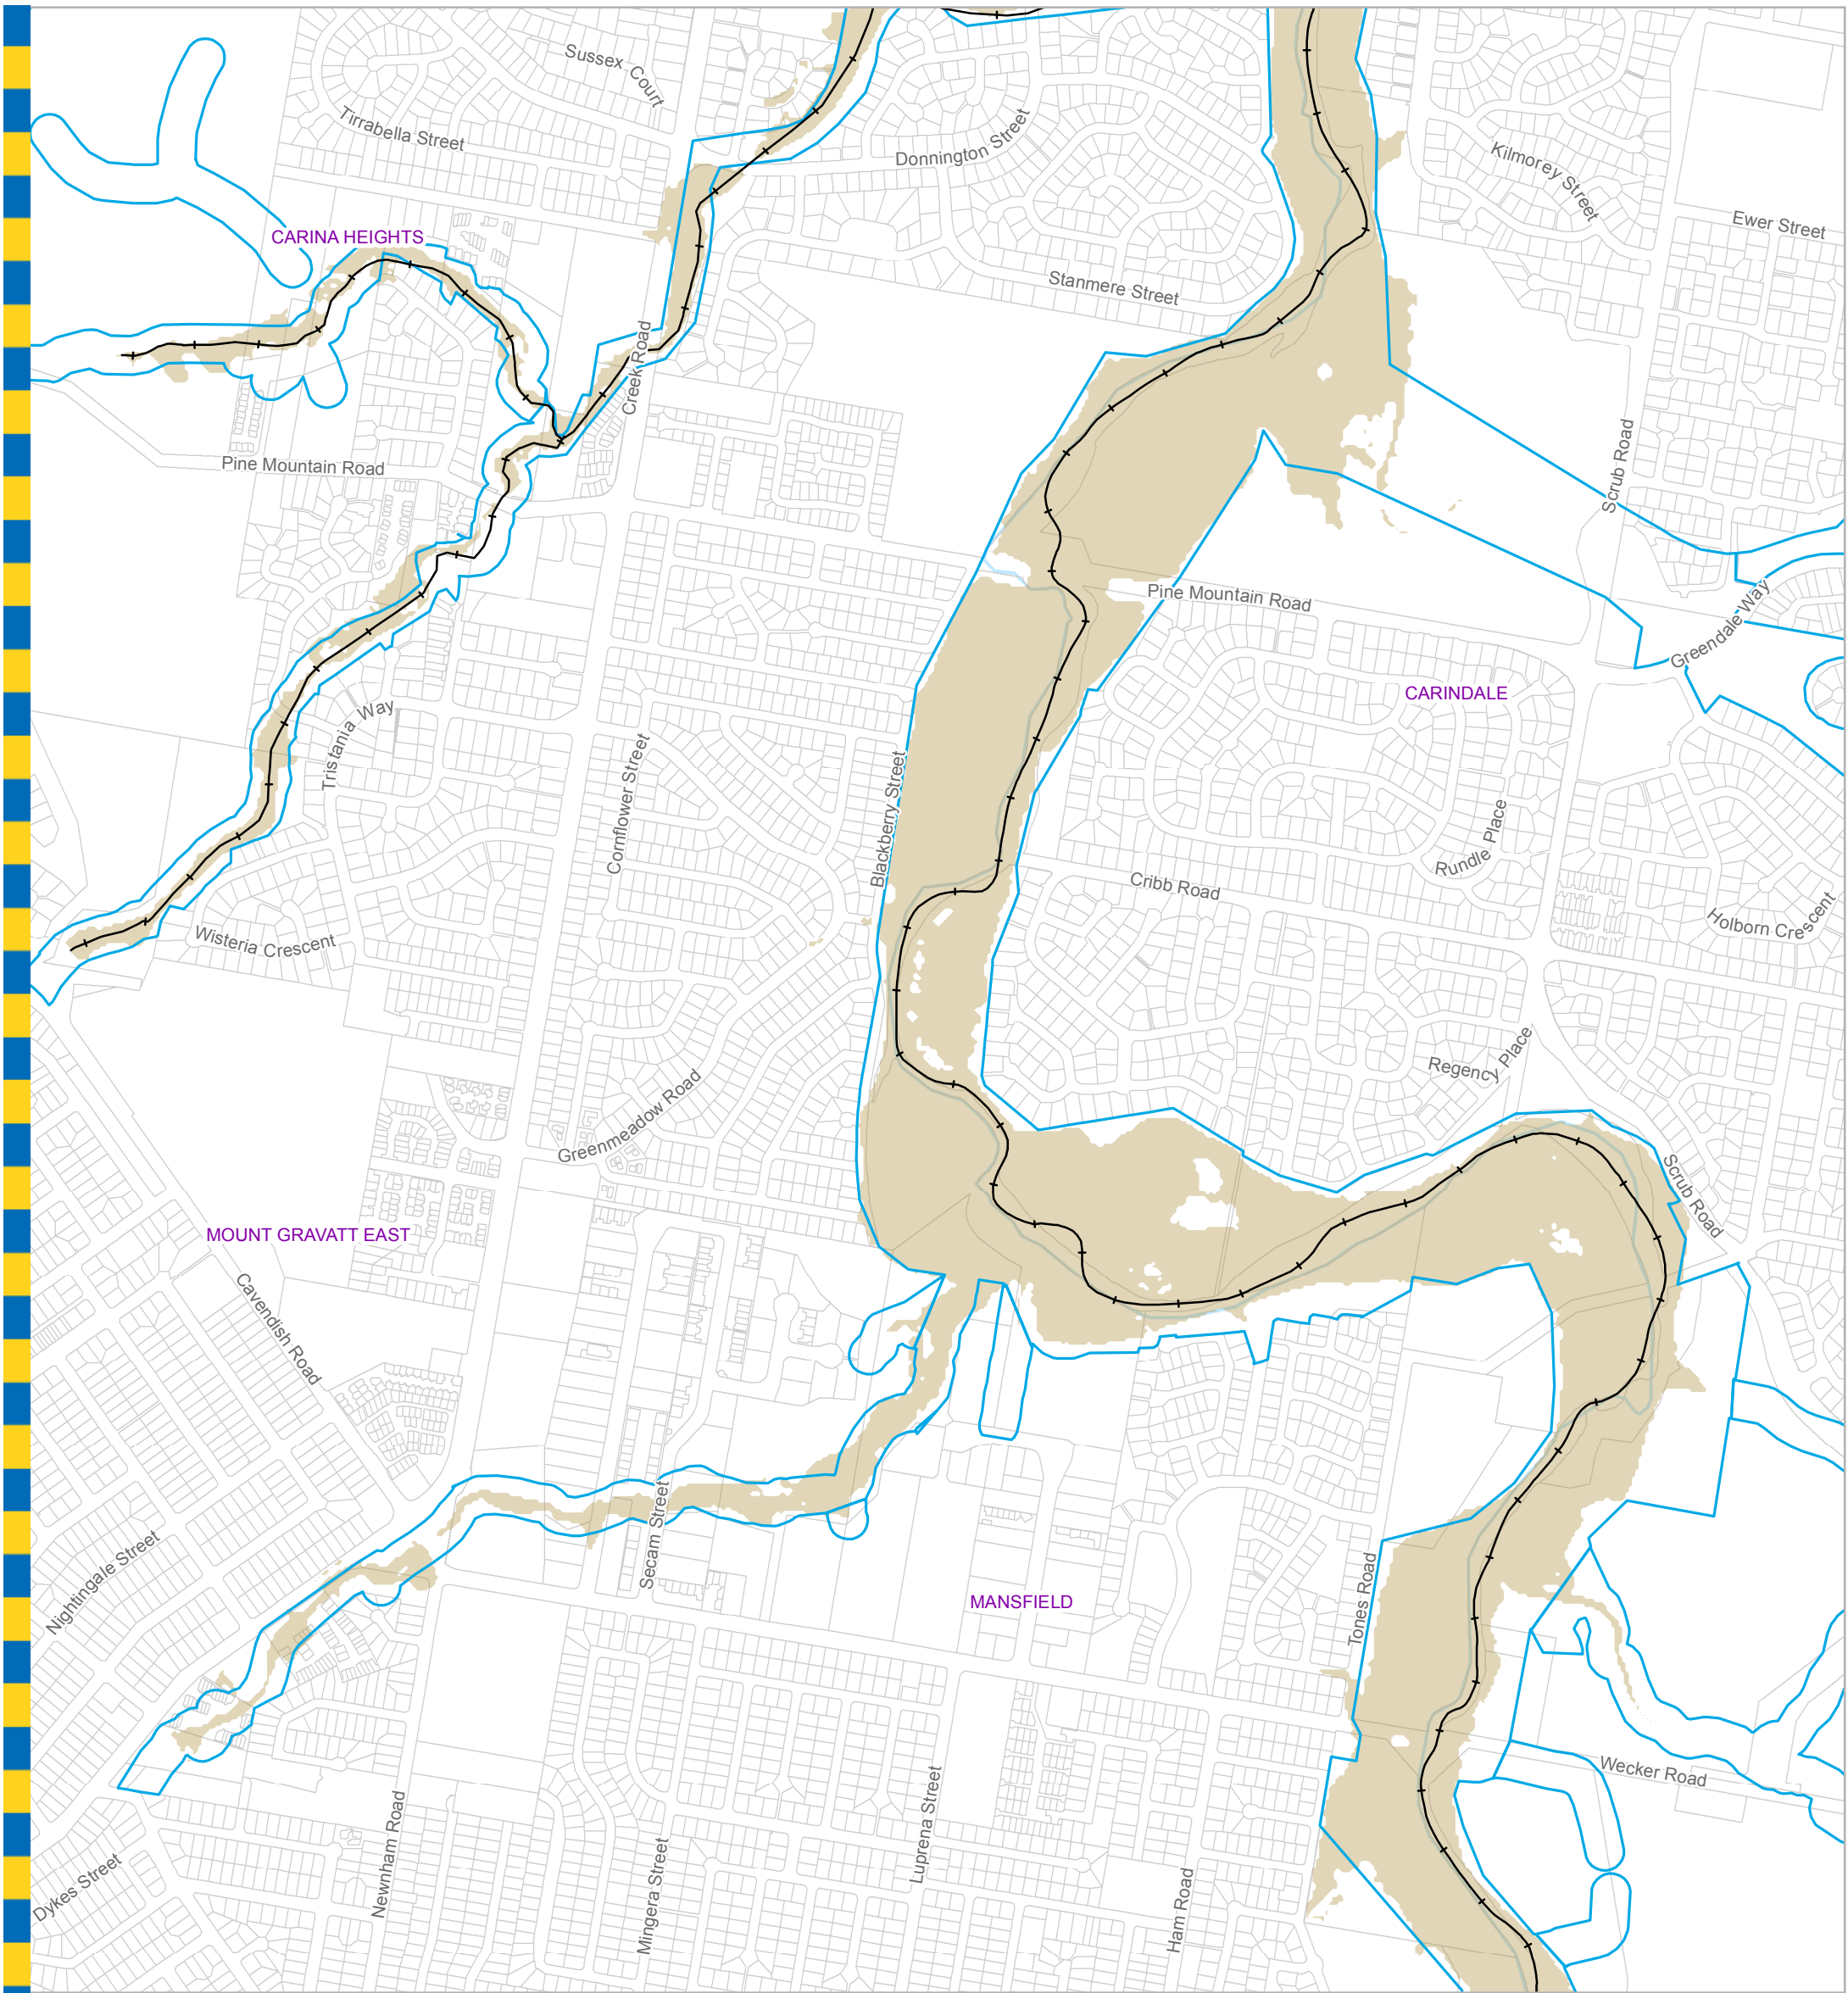 Sussex Court
Tirrabella Street
Donnington Street
Kilmorey Street
Ewer Street
CARINA HEIGHTS
Stanmere Street
Creek Road
Pine Mountain Road
Scrub Road
Pine Mountain Road
Greendale Way
CARINDALE
Tristania Way
Cornflower Street
Blackberry Street
Rundle Place
Cribb Road
Holborn Crescent
Wisteria Crescent
Regency Place
Greenmeadow Road
Scrub Road
MOUNT GRAVATT EAST
Cavendish Road
Secam Street
Nightingale Street
MANSFIELD
Tones Road
Wecker Road
Newnham Road
Luprena Street
Mingera Street
Dykes Street
Ham Road